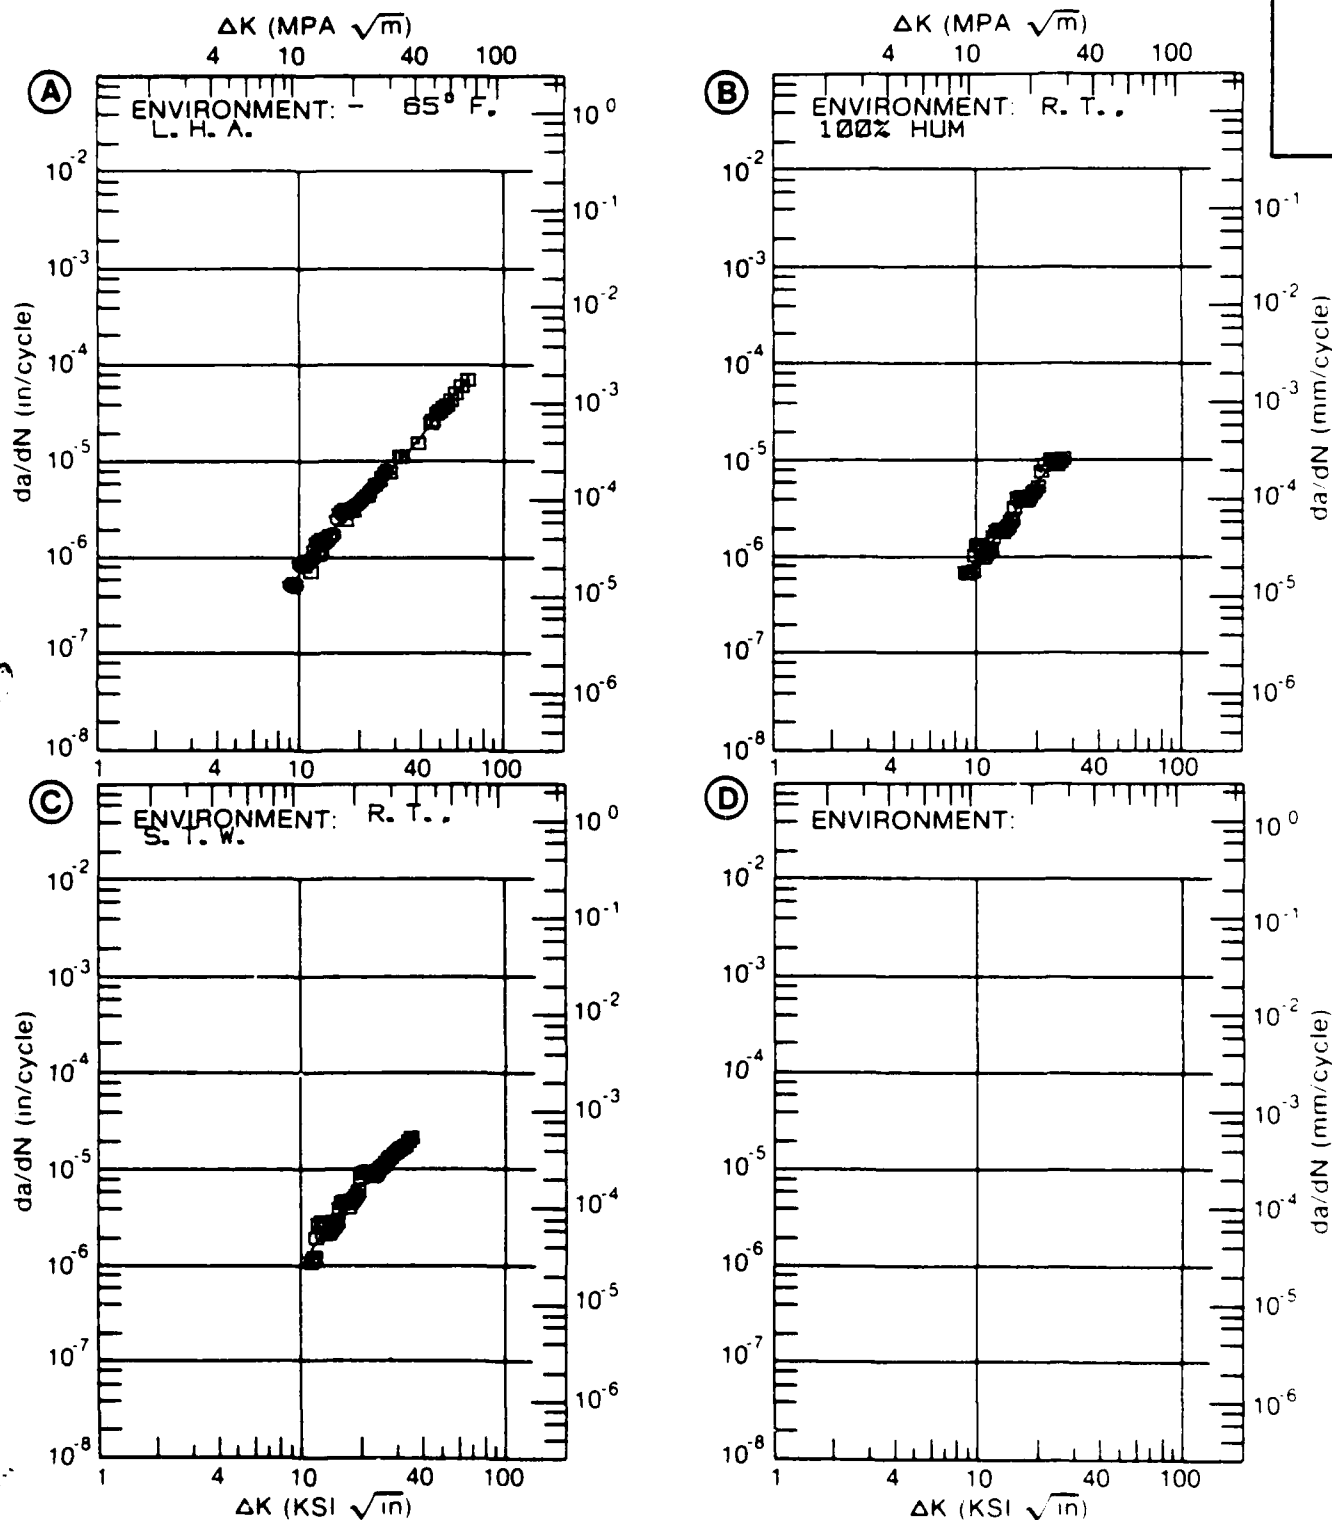 ΔK (MPA √m)
4 10 40 100
A
ENVIRONMENT: - 65° F.
L. H. A.
10^0
10^-2
10^-1
10^-3
10^-2
10^-4
10^-3
10^-5
10^-4
10^-6
10^-5
10^-7
10^-6
10^-8
da/dN (in/cycle)
1 4 10 40 100
ΔK (MPA √m)
4 10 40 100
B
ENVIRONMENT: R. T..
100% HUM
10^-2
10^-1
10^-3
10^-2
10^-4
10^-3
10^-5
10^-4
10^-6
10^-5
10^-7
10^-6
10^-8
da/dN (mm/cycle)
1 4 10 40 100
C
ENVIRONMENT: R. T..
S. T. W.
10^0
10^-2
10^-1
10^-3
10^-2
10^-4
10^-3
10^-5
10^-4
10^-6
10^-5
10^-7
10^-6
10^-8
da/dN (in/cycle)
1 4 10 40 100
ΔK (KSI √in)
D
ENVIRONMENT:
10^0
10^-2
10^-1
10^-3
10^-2
10^-4
10^-3
10^-5
10^-4
10^-6
10^-5
10^-7
10^-6
10^-8
da/dN (mm/cycle)
1 4 10 40 100
ΔK (KSI √in)